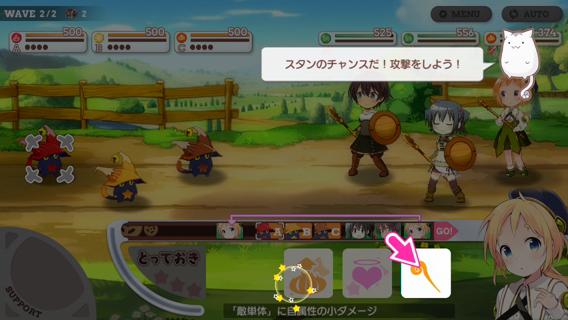 WAVE 2/2 2
MENU
AUTO
500 500 500
A B C
525 556 374
スタンのチャンスだ！攻撃をしよう！
A B C GO!
とっておき
SUPPORT
「敵単体」に自属性の小ダメージ